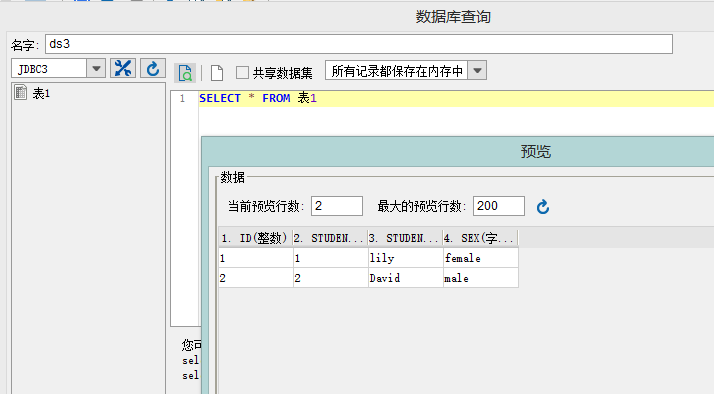 数据库查询
名字: ds3
JDBC3
共享数据集
所有记录都保存在内存中
表1
1 SELECT * FROM 表1
预览
数据
当前预览行数: 2 最大的预览行数: 200
1. ID(整数) 2. STUDEN... 3. STUDEN... 4. SEX(字...
1 1 lily female
2 2 David male
您可
sel
sel